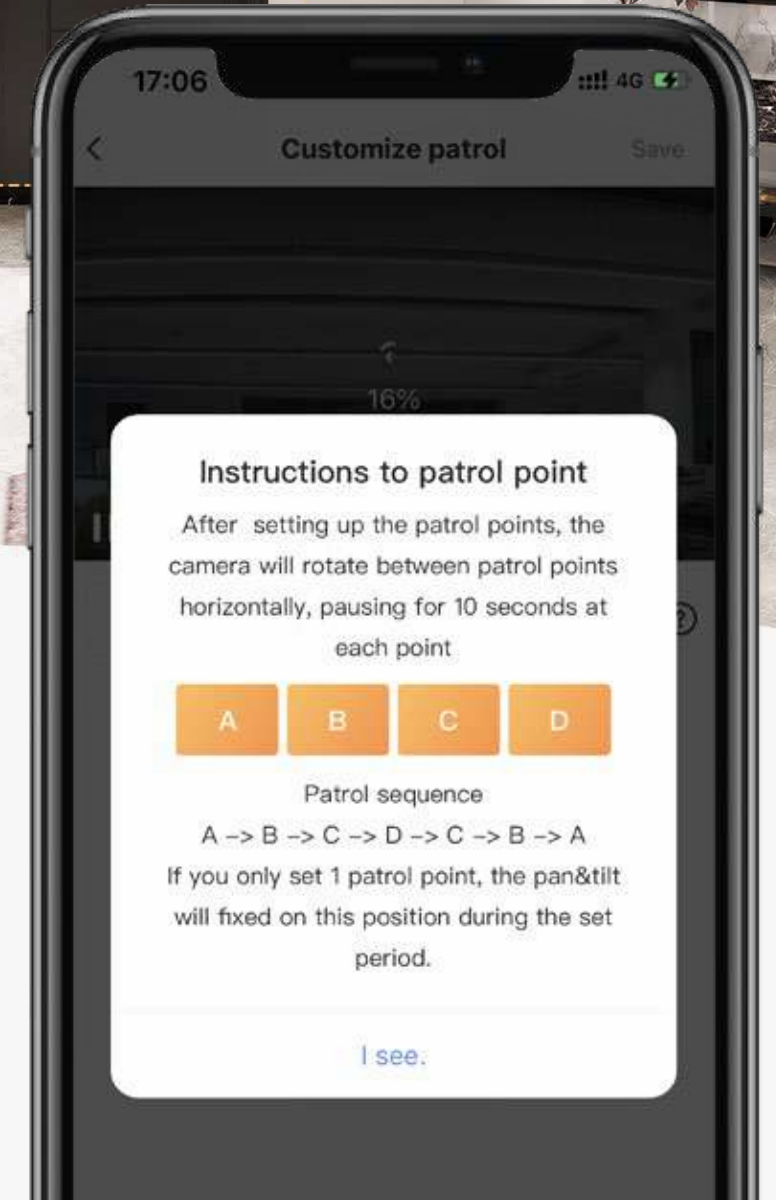 17:06
4G
Customize patrol
Save
16%
Instructions to patrol point
After setting up the patrol points, the
camera will rotate between patrol points
horizontally, pausing for 10 seconds at
each point
A B C D
Patrol sequence
A –> B –> C –> D –> C –> B –> A
If you only set 1 patrol point, the pan&tilt
will fixed on this position during the set
period.
I see.